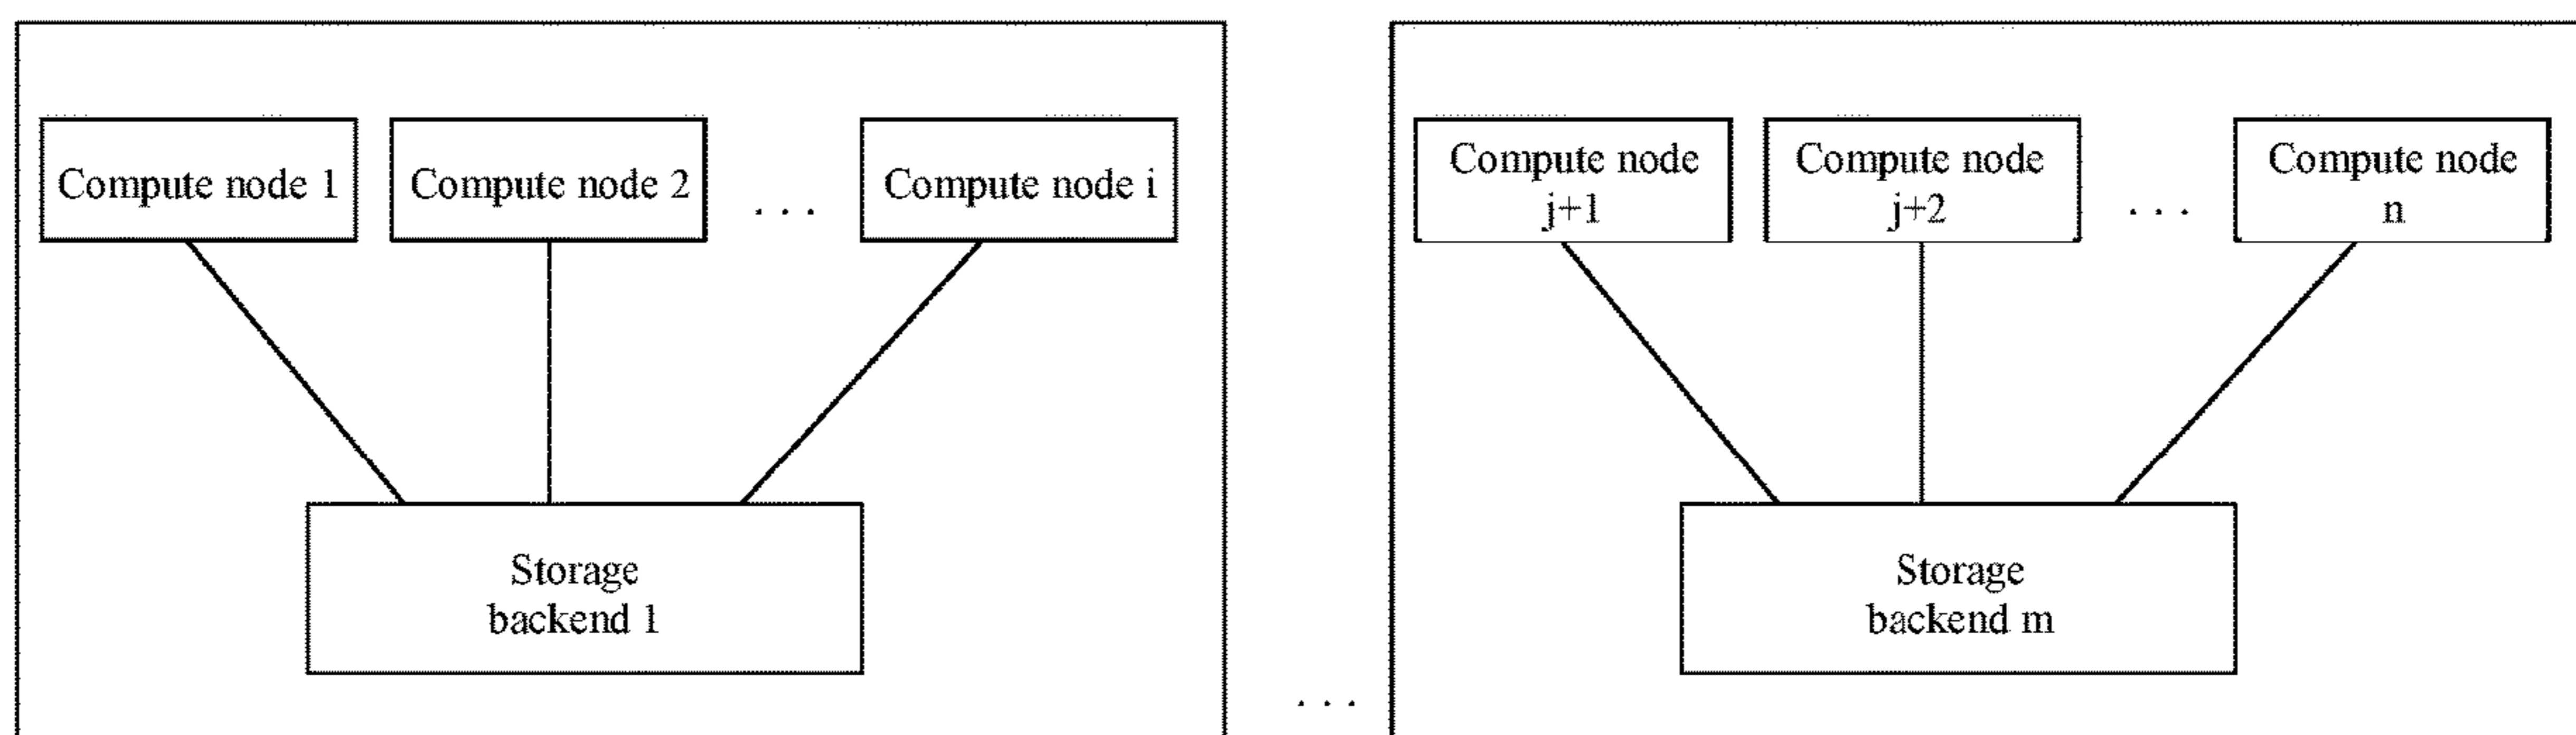 Compute node 1
Compute node 2
. . .
Compute node i
Storage
backend 1
. . .
Compute node
j+1
Compute node
j+2
. . .
Compute node
n
Storage
backend m